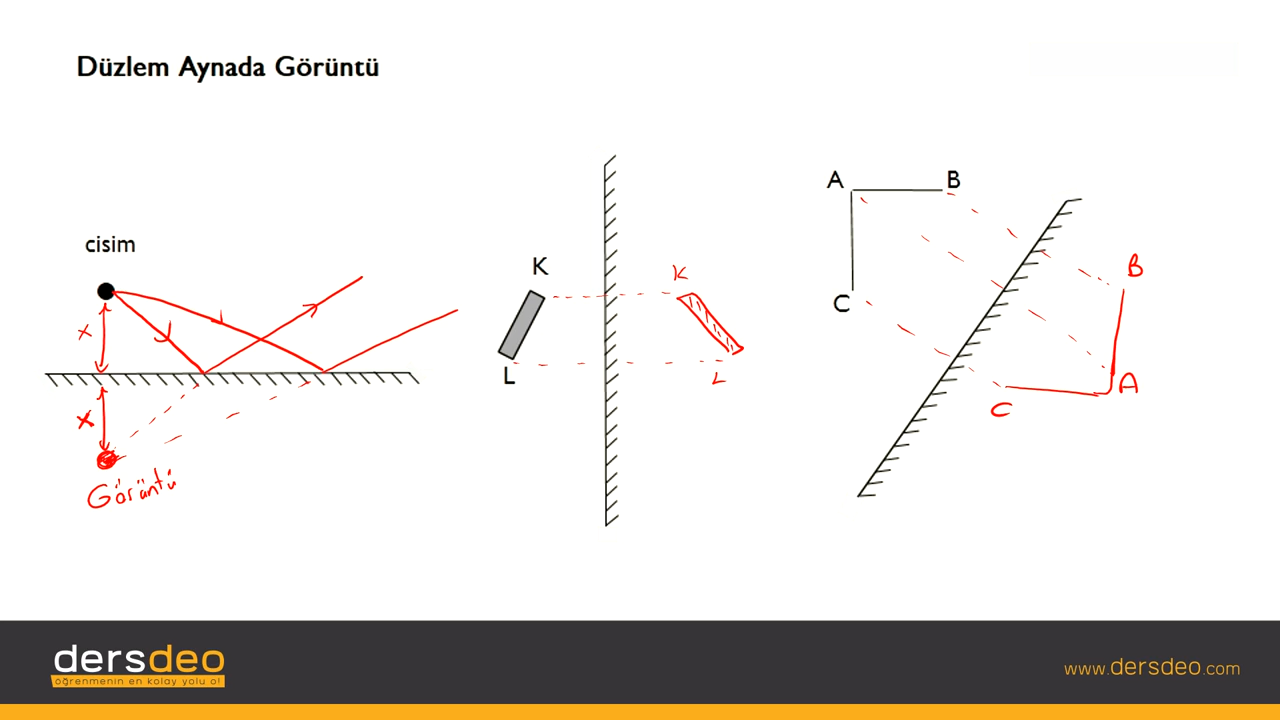 Düzlem Aynada Görüntü
cisim
x
x
Görüntü
K
L
K
L
A
B
C
B
A
C
dersdeo
öğrenmenin en kolay yolu o!
www.dersdeo.com